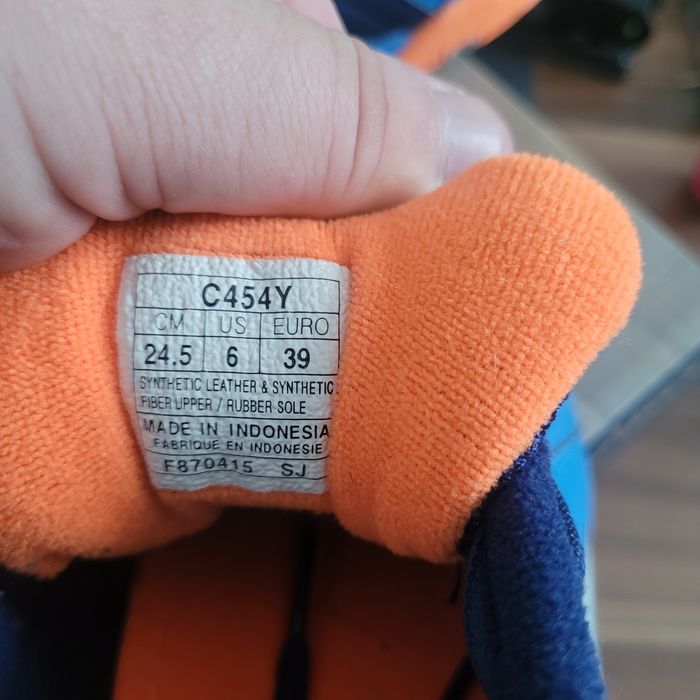 C454Y
CM US EURO
24.5 6 39
SYNTHETIC LEATHER & SYNTHETIC
FIBER UPPER / RUBBER SOLE
MADE IN INDONESIA
FABRIQUE EN INDONESIE
F870415 SJ